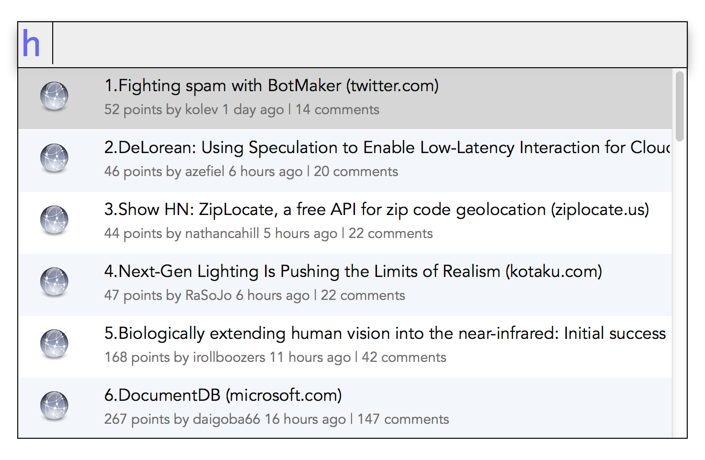 h
1.Fighting spam with BotMaker (twitter.com)
52 points by kolev 1 day ago | 14 comments
2.DeLorean: Using Speculation to Enable Low-Latency Interaction for
46 points by azefiel 6 hours ago | 20 comments
3.Show HN: ZipLocate, a free API for zip code geolocation (ziplocate.us)
44 points by nathancahill 5 hours ago | 22 comments
4.Next-Gen Lighting Is Pushing the Limits of Realism (kotaku.com)
47 points by RaSoJo 6 hours ago | 22 comments
5.Biologically extending human vision into the near-infrared: Initial success
168 points by irollboozers 11 hours ago | 42 comments
6.DocumentDB (microsoft.com)
267 points by daigoba66 16 hours ago | 147 comments